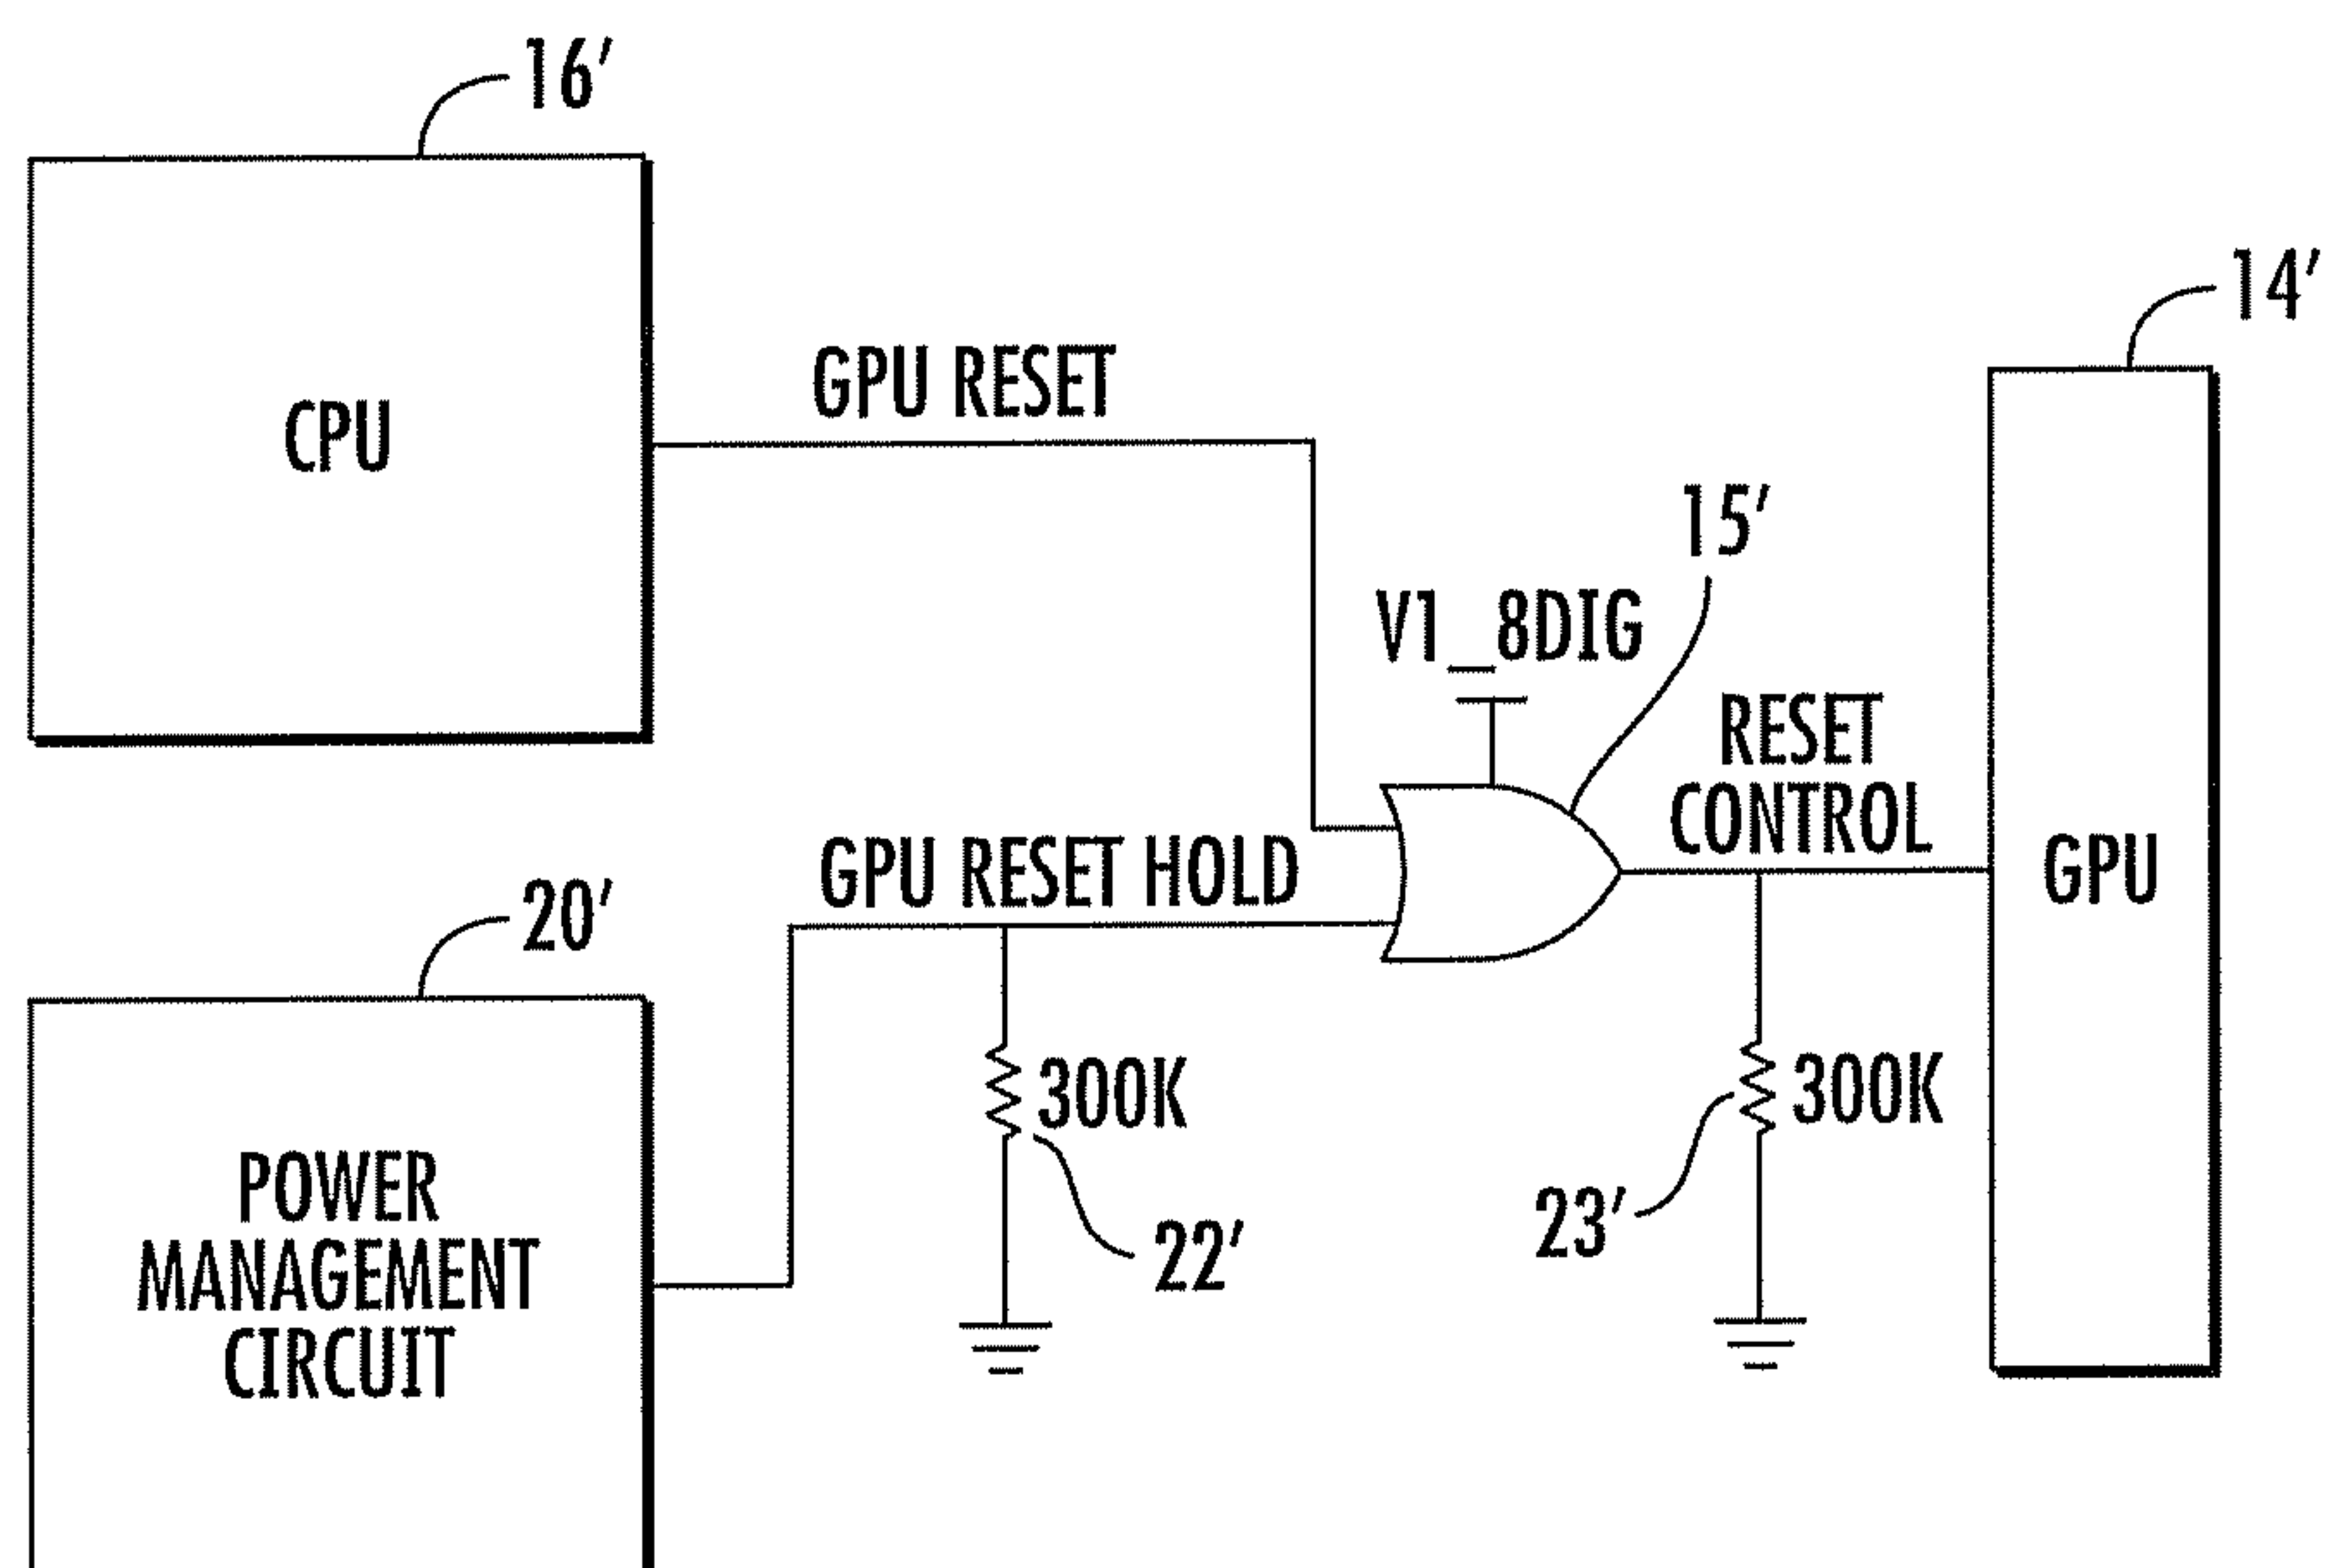 16′
CPU
GPU RESET
14′
15′
V1_8DIG
RESET
CONTROL
GPU
GPU RESET HOLD
20′
300K
300K
22′
23′
POWER
MANAGEMENT
CIRCUIT